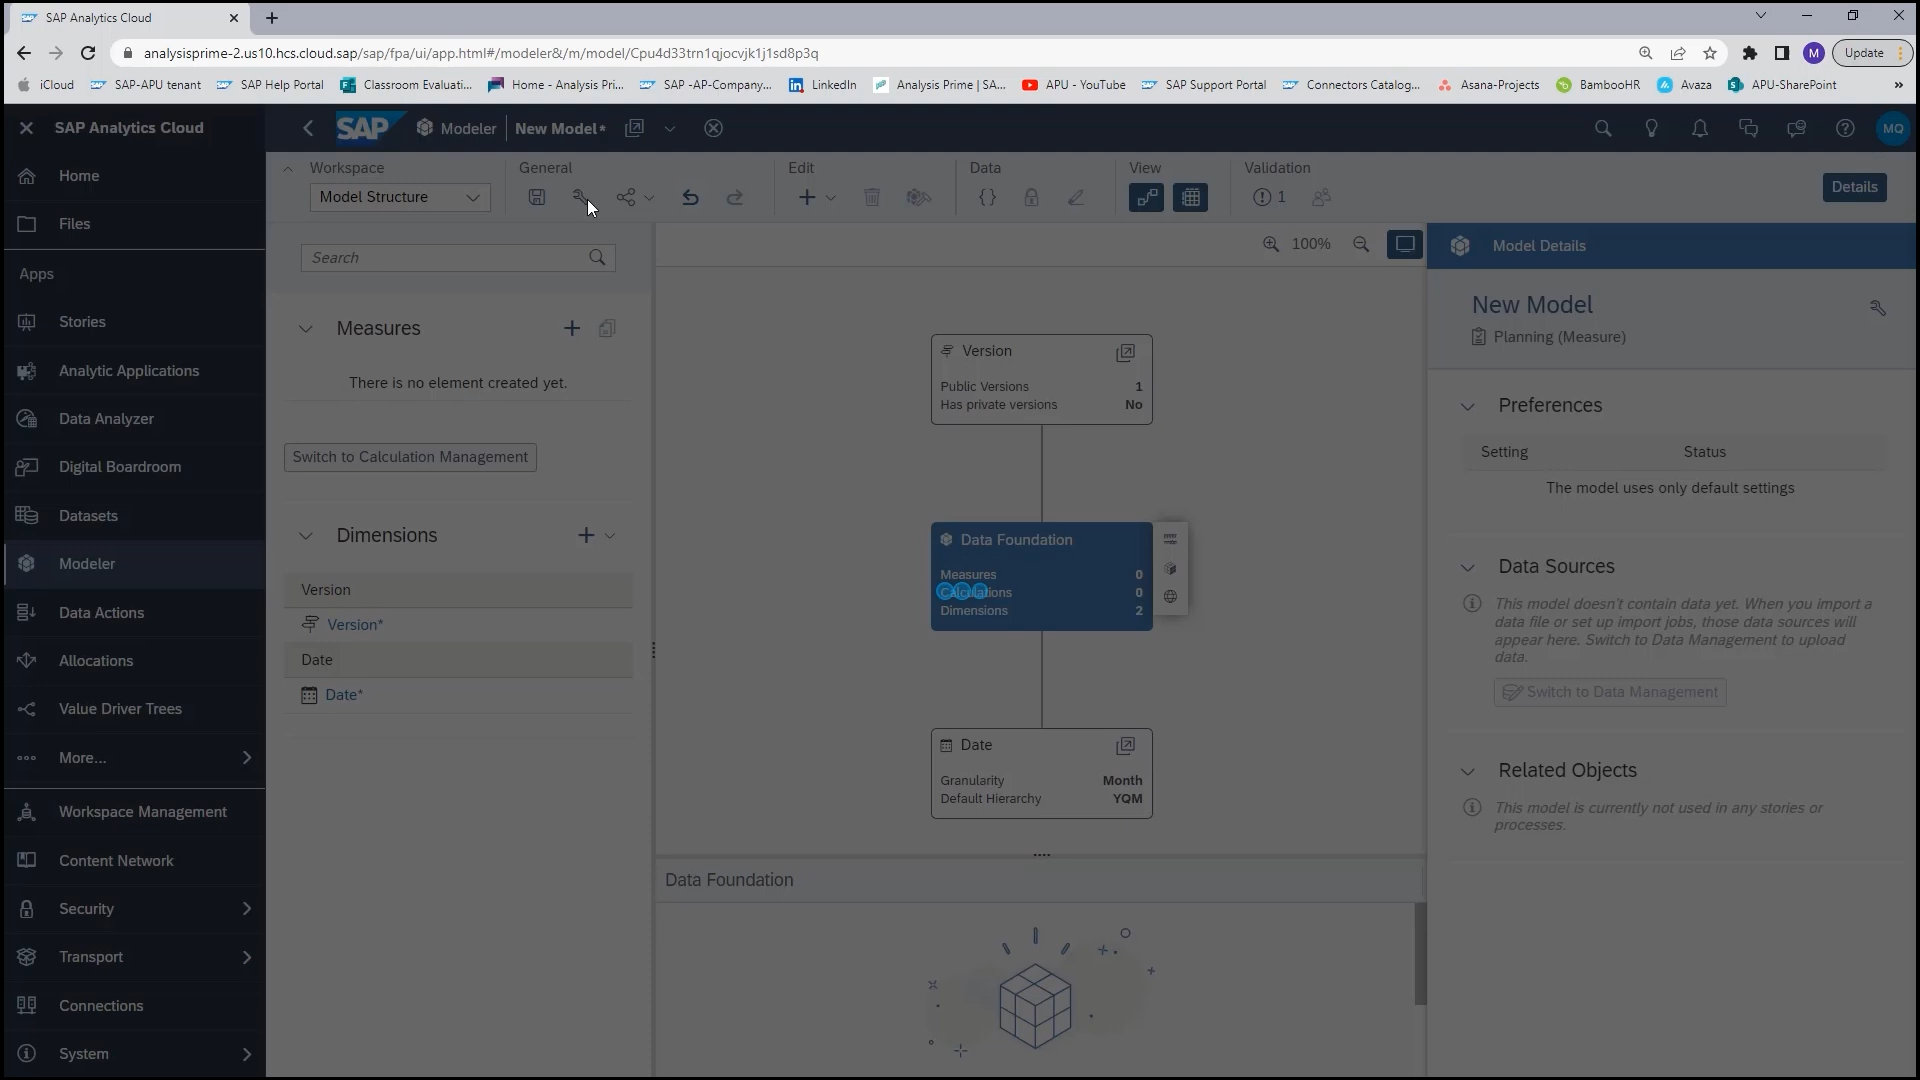 SAP Analytics Cloud
analysisprime-2.us10.hcs.cloud.sap/sap/fpa/ui/app.html#/modeler&/m/model/Cpu4d33trn1qjocvjk1j1sd8p3q
M
Update
iCloud
SAP-APU tenant
SAP Help Portal
Classroom Evaluati...
Home - Analysis Pri...
SAP -AP-Company...
LinkedIn
Analysis Prime | SA...
APU - YouTube
SAP Support Portal
Connectors Catalog...
Asana-Projects
BambooHR
Avaza
APU-SharePoint
»
SAP Analytics Cloud
SAP
Modeler
New Model*
MQ
Home
Files
Apps
Stories
Analytic Applications
Data Analyzer
Digital Boardroom
Datasets
Modeler
Data Actions
Allocations
Value Driver Trees
More...
Workspace Management
Content Network
Security
Transport
Connections
System
Workspace
General
Edit
Data
View
Validation
Model Structure
1
Details
Search
Measures
There is no element created yet.
Switch to Calculation Management
Dimensions
Version
Version*
Date
Date*
100%
Version
Public Versions 1
Has private versions No
Data Foundation
Measures 0
Calculations 0
Dimensions 2
Date
Granularity Month
Default Hierarchy YQM
Data Foundation
Model Details
New Model
Planning (Measure)
Preferences
Setting Status
The model uses only default settings
Data Sources
This model doesn't contain data yet. When you import a
data file or set up import jobs, those data sources will
appear here. Switch to Data Management to upload
data.
Switch to Data Management
Related Objects
This model is currently not used in any stories or
processes.